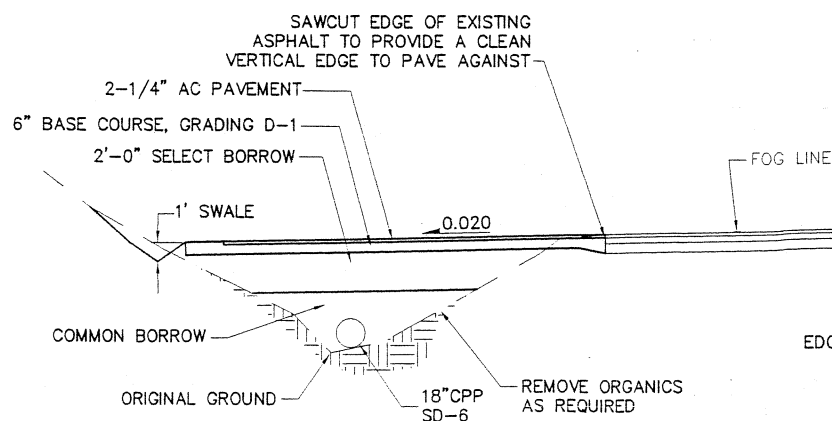 SAWCUT EDGE OF EXISTING
ASPHALT TO PROVIDE A CLEAN
VERTICAL EDGE TO PAVE AGAINST
2-1/4" AC PAVEMENT
6" BASE COURSE, GRADING D-1
2'-0" SELECT BORROW
FOG LINE
1' SWALE
0.020
COMMON BORROW
EDG
ORIGINAL GROUND
18"CPP
SD-6
REMOVE ORGANICS
AS REQUIRED